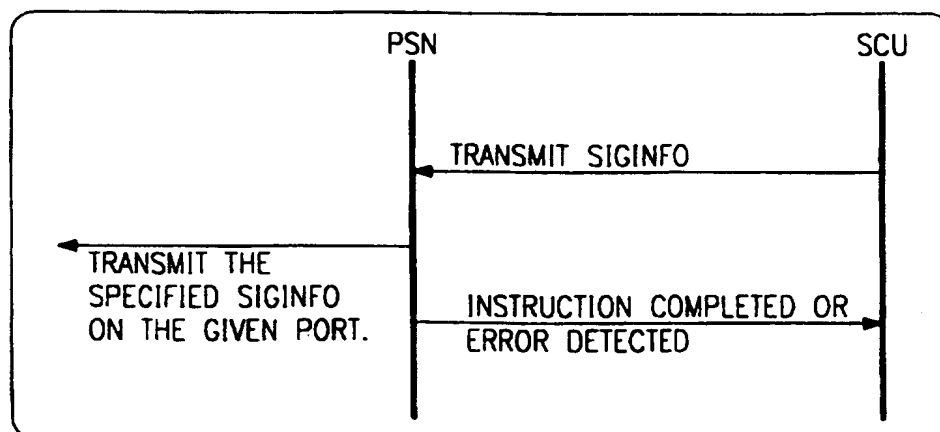 PSN
SCU
TRANSMIT SIGINFO
TRANSMIT THE
SPECIFIED SIGINFO
ON THE GIVEN PORT.
INSTRUCTION COMPLETED OR
ERROR DETECTED